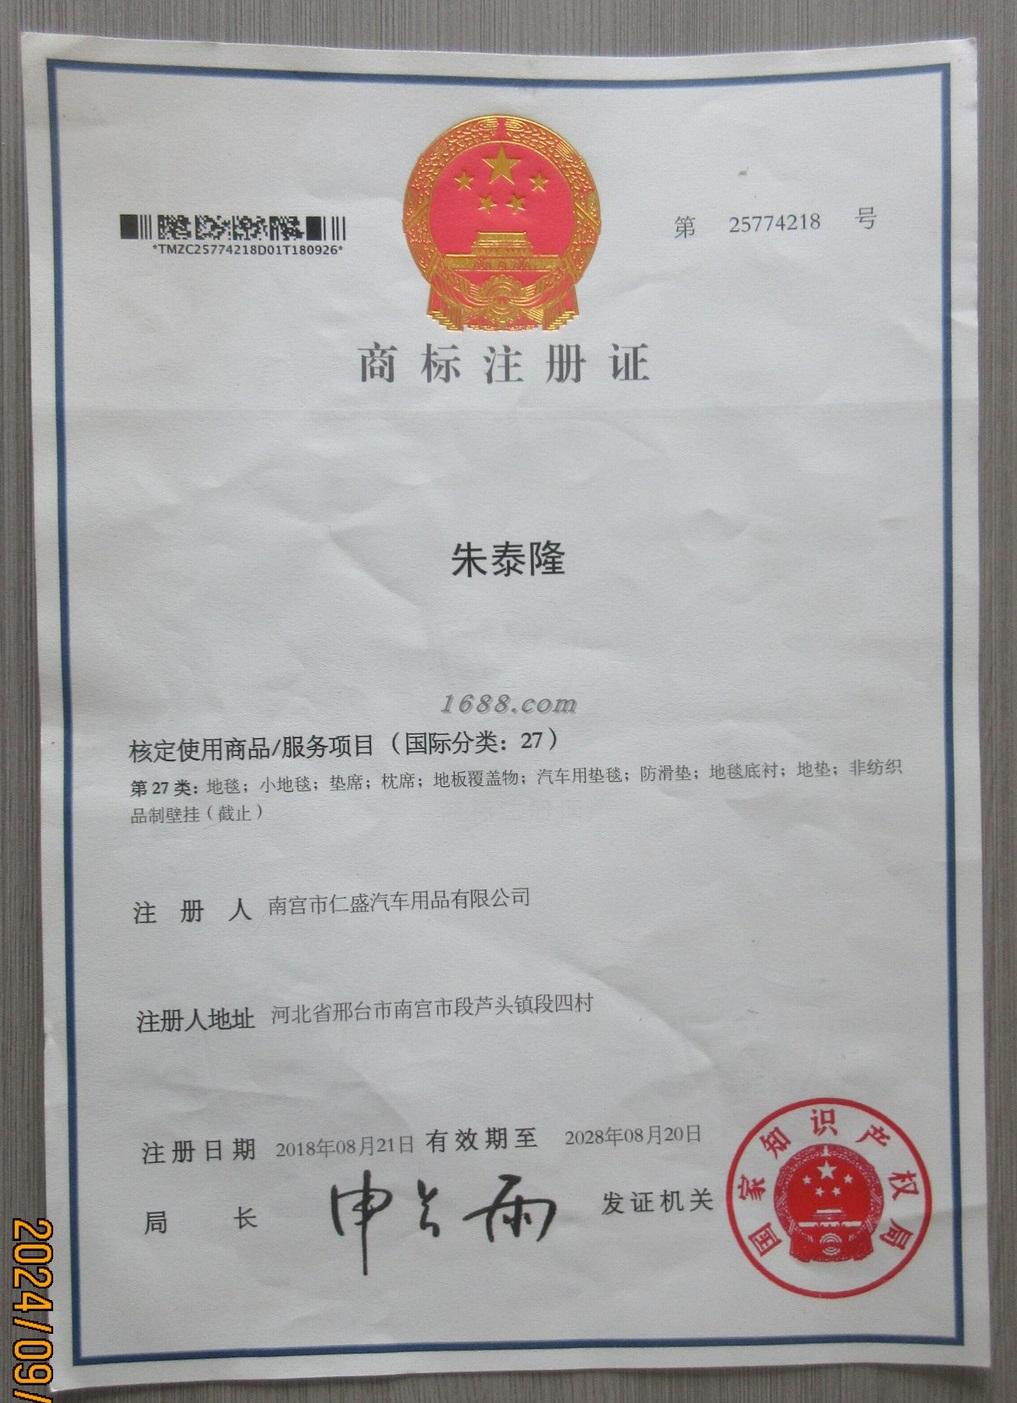 *TMZC25774218D01T180926*
第 25774218 号
商标注册证
朱泰隆
1688.com
核定使用商品/服务项目（国际分类：27）
第27类：地毯；小地毯；垫席；枕席；地板覆盖物；汽车用垫毯；防滑垫；地毯底衬；地垫；非纺织
品制壁挂（截止）
注册人 南宫市仁盛汽车用品有限公司
注册人地址 河北省邢台市南宫市段芦头镇段四村
注册日期 2018年08月21日 有效期至 2028年08月20日
局长 申长雨 发证机关
国家知识产权局
2024/09/